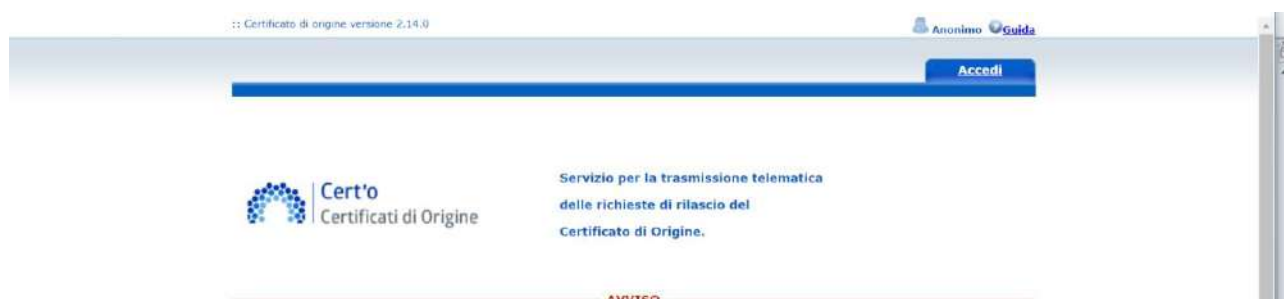 :: Certificato di origine versione 2.14.0
Anonimo Guida
Accedi
Cert'o
Certificati di Origine
Servizio per la trasmissione telematica
delle richieste di rilascio del
Certificato di Origine.
AVVISO